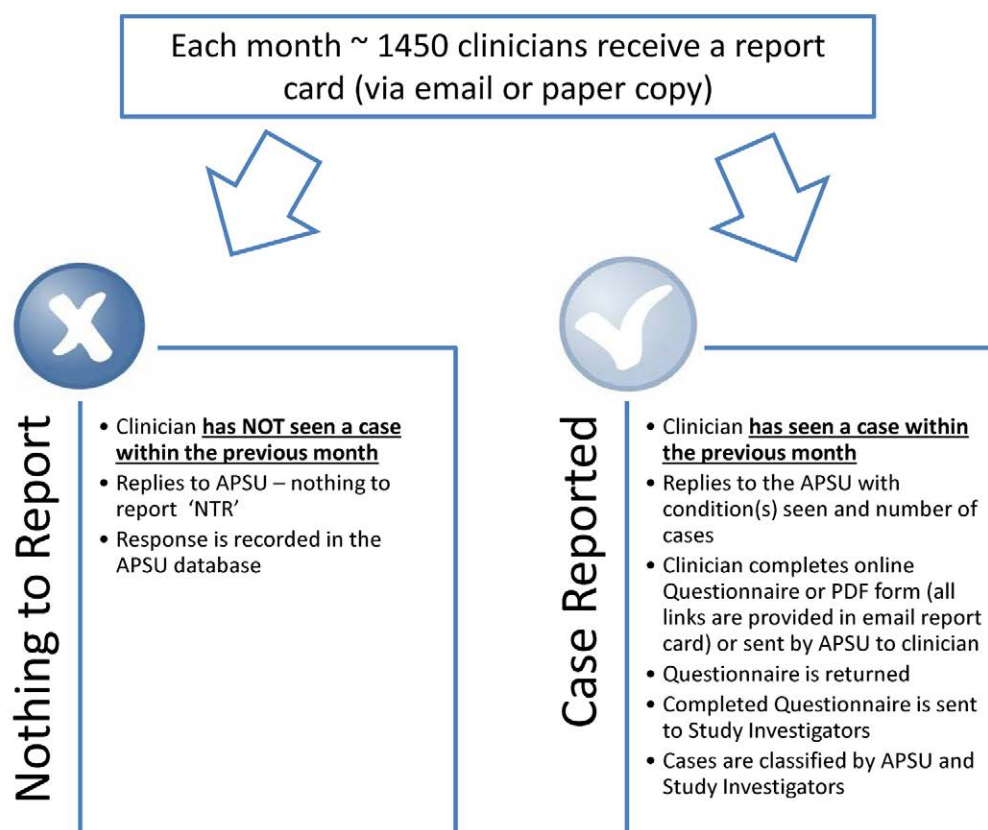 Each month ~ 1450 clinicians receive a report
card (via email or paper copy)
Nothing to Report
• Clinician has NOT seen a case
within the previous month
• Replies to APSU – nothing to
report ‘NTR’
• Response is recorded in the
APSU database
Case Reported
• Clinician has seen a case within
the previous month
• Replies to the APSU with
condition(s) seen and number of
cases
• Clinician completes online
Questionnaire or PDF form (all
links are provided in email report
card) or sent by APSU to clinician
• Questionnaire is returned
• Completed Questionnaire is sent
to Study Investigators
• Cases are classified by APSU and
Study Investigators